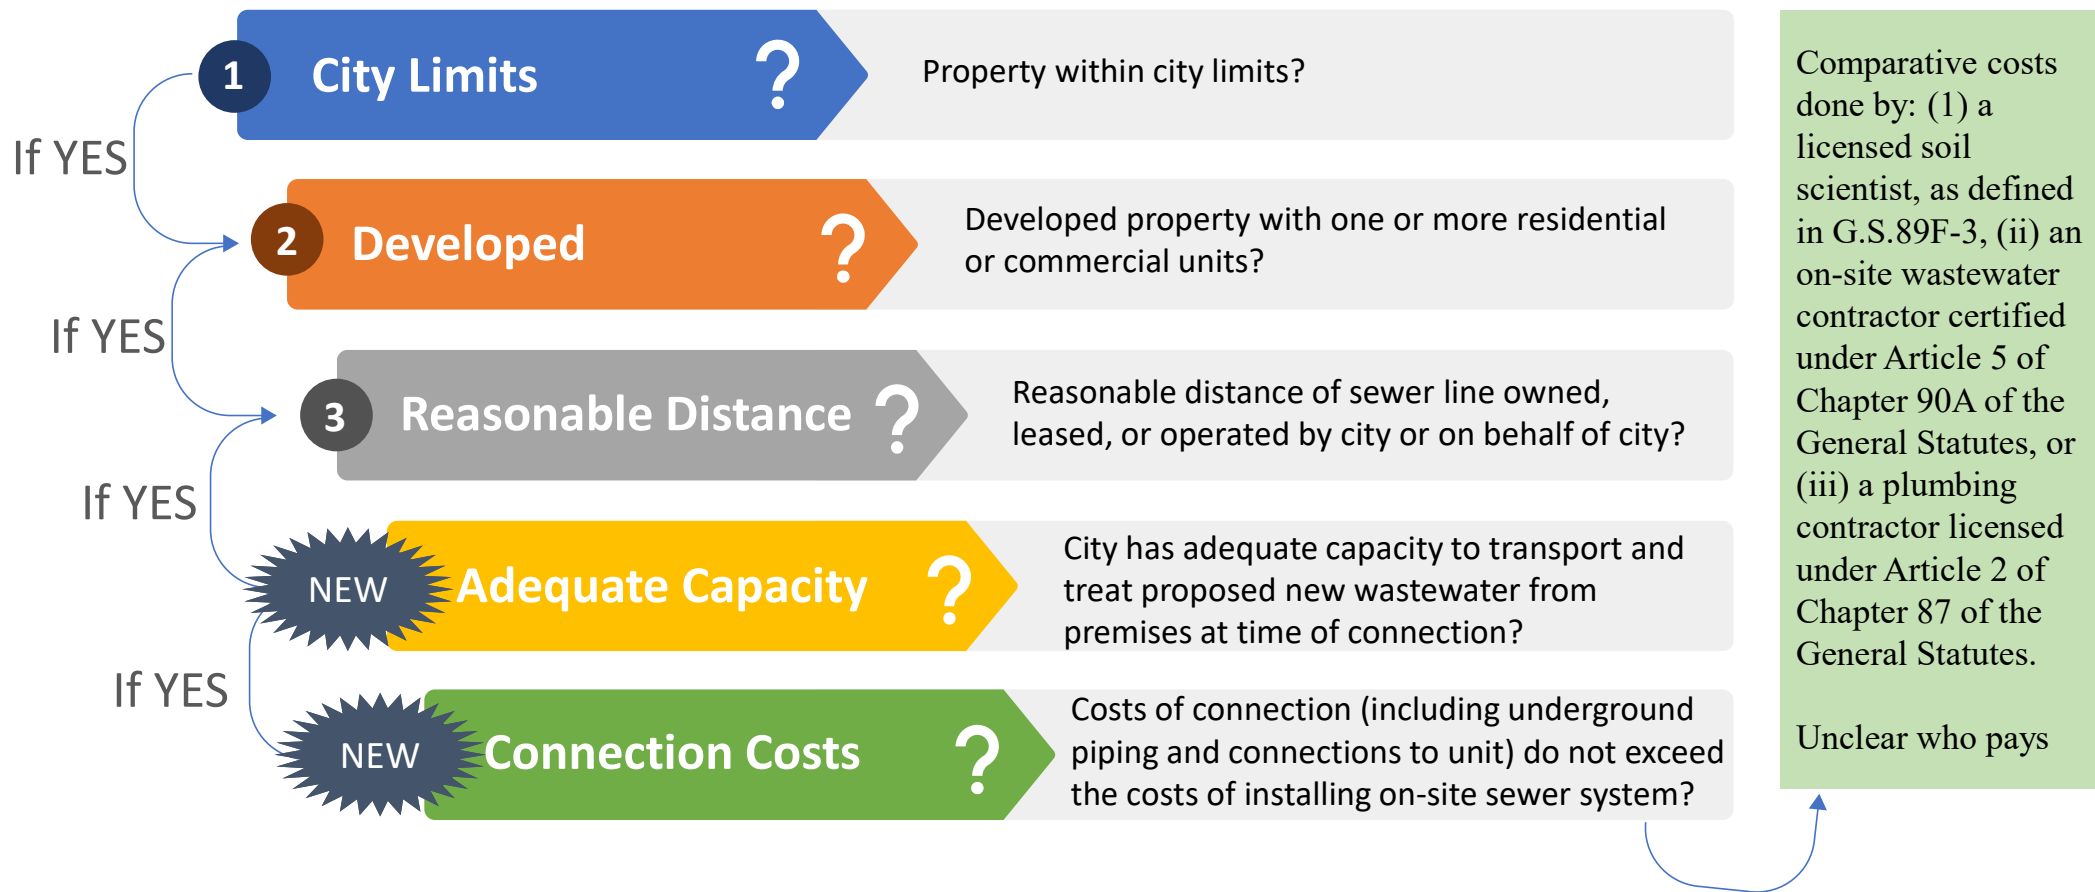 1
City Limits
?
Property within city limits?
If YES
2
Developed
?
Developed property with one or more residential
or commercial units?
If YES
3
Reasonable Distance
?
Reasonable distance of sewer line owned,
leased, or operated by city or on behalf of city?
If YES
NEW
Adequate Capacity
?
City has adequate capacity to transport and
treat proposed new wastewater from
premises at time of connection?
If YES
NEW
Connection Costs
?
Costs of connection (including underground
piping and connections to unit) do not exceed
the costs of installing on-site sewer system?
Comparative costs
done by: (1) a
licensed soil
scientist, as defined
in G.S.89F-3, (ii) an
on-site wastewater
contractor certified
under Article 5 of
Chapter 90A of the
General Statutes, or
(iii) a plumbing
contractor licensed
under Article 2 of
Chapter 87 of the
General Statutes.
Unclear who pays